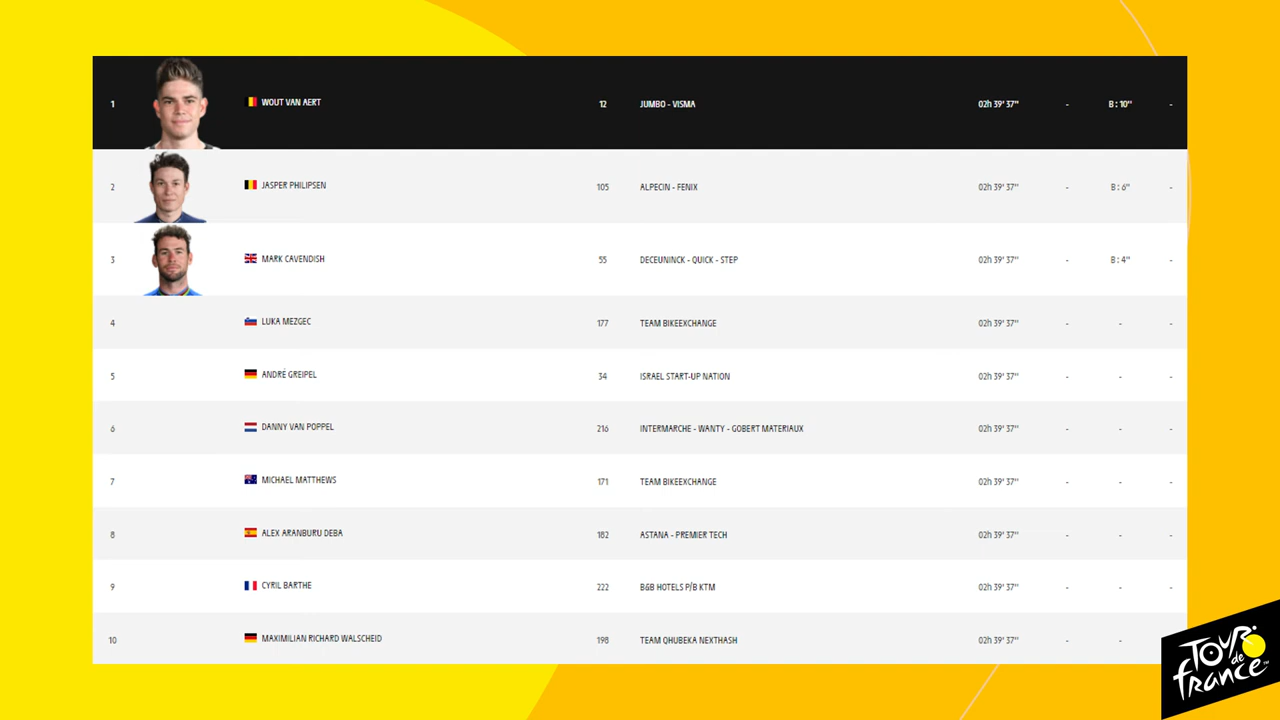 1 WOUT VAN AERT 12 JUMBO - VISMA 02h 39' 37'' - B : 10'' -
2 JASPER PHILIPSEN 105 ALPECIN - FENIX 02h 39' 37'' - B : 6'' -
3 MARK CAVENDISH 55 DECEUNINCK - QUICK - STEP 02h 39' 37'' - B : 4'' -
4 LUKA MEZGEC 177 TEAM BIKEEXCHANGE 02h 39' 37'' - - -
5 ANDRÉ GREIPEL 34 ISRAEL START-UP NATION 02h 39' 37'' - - -
6 DANNY VAN POPPEL 216 INTERMARCHE - WANTY - GOBERT MATERIAUX 02h 39' 37'' - - -
7 MICHAEL MATTHEWS 171 TEAM BIKEEXCHANGE 02h 39' 37'' - - -
8 ALEX ARANBURU DEBA 182 ASTANA - PREMIER TECH 02h 39' 37'' - - -
9 CYRIL BARTHE 222 B&B HOTELS P/B KTM 02h 39' 37'' - - -
10 MAXIMILIAN RICHARD WALSCHEID 198 TEAM QHUBEKA NEXTHASH 02h 39' 37'' - -
TOUR
de
france